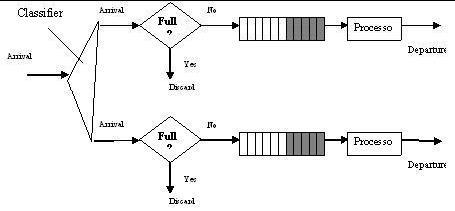 Classifier
Arrival
No
Full
?
Processo
Arrival
Departure
Yes
Discard
Arrival
No
Full
?
Processo
Departure
Yes
Discard